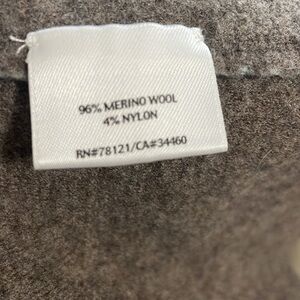 96% MERINO WOOL
4% NYLON
RN#78121/CA#34460